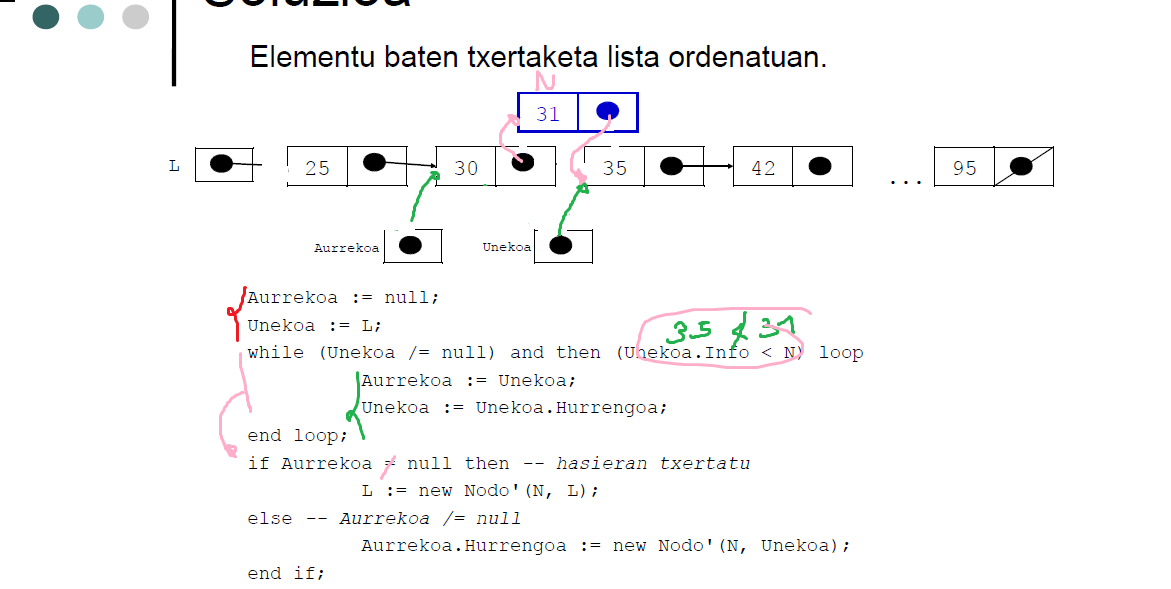 Soluzioa
Elementu baten txertaketa lista ordenatuan.
N
31
L 25 30 35 42 ... 95
Aurrekoa Unekoa
Aurrekoa := null;
Unekoa := L;
35 < 31
while (Unekoa /= null) and then (Unekoa.Info < N) loop
Aurrekoa := Unekoa;
Unekoa := Unekoa.Hurrengoa;
end loop;
if Aurrekoa = null then -- hasieran txertatu
L := new Nodo'(N, L);
else -- Aurrekoa /= null
Aurrekoa.Hurrengoa := new Nodo'(N, Unekoa);
end if;